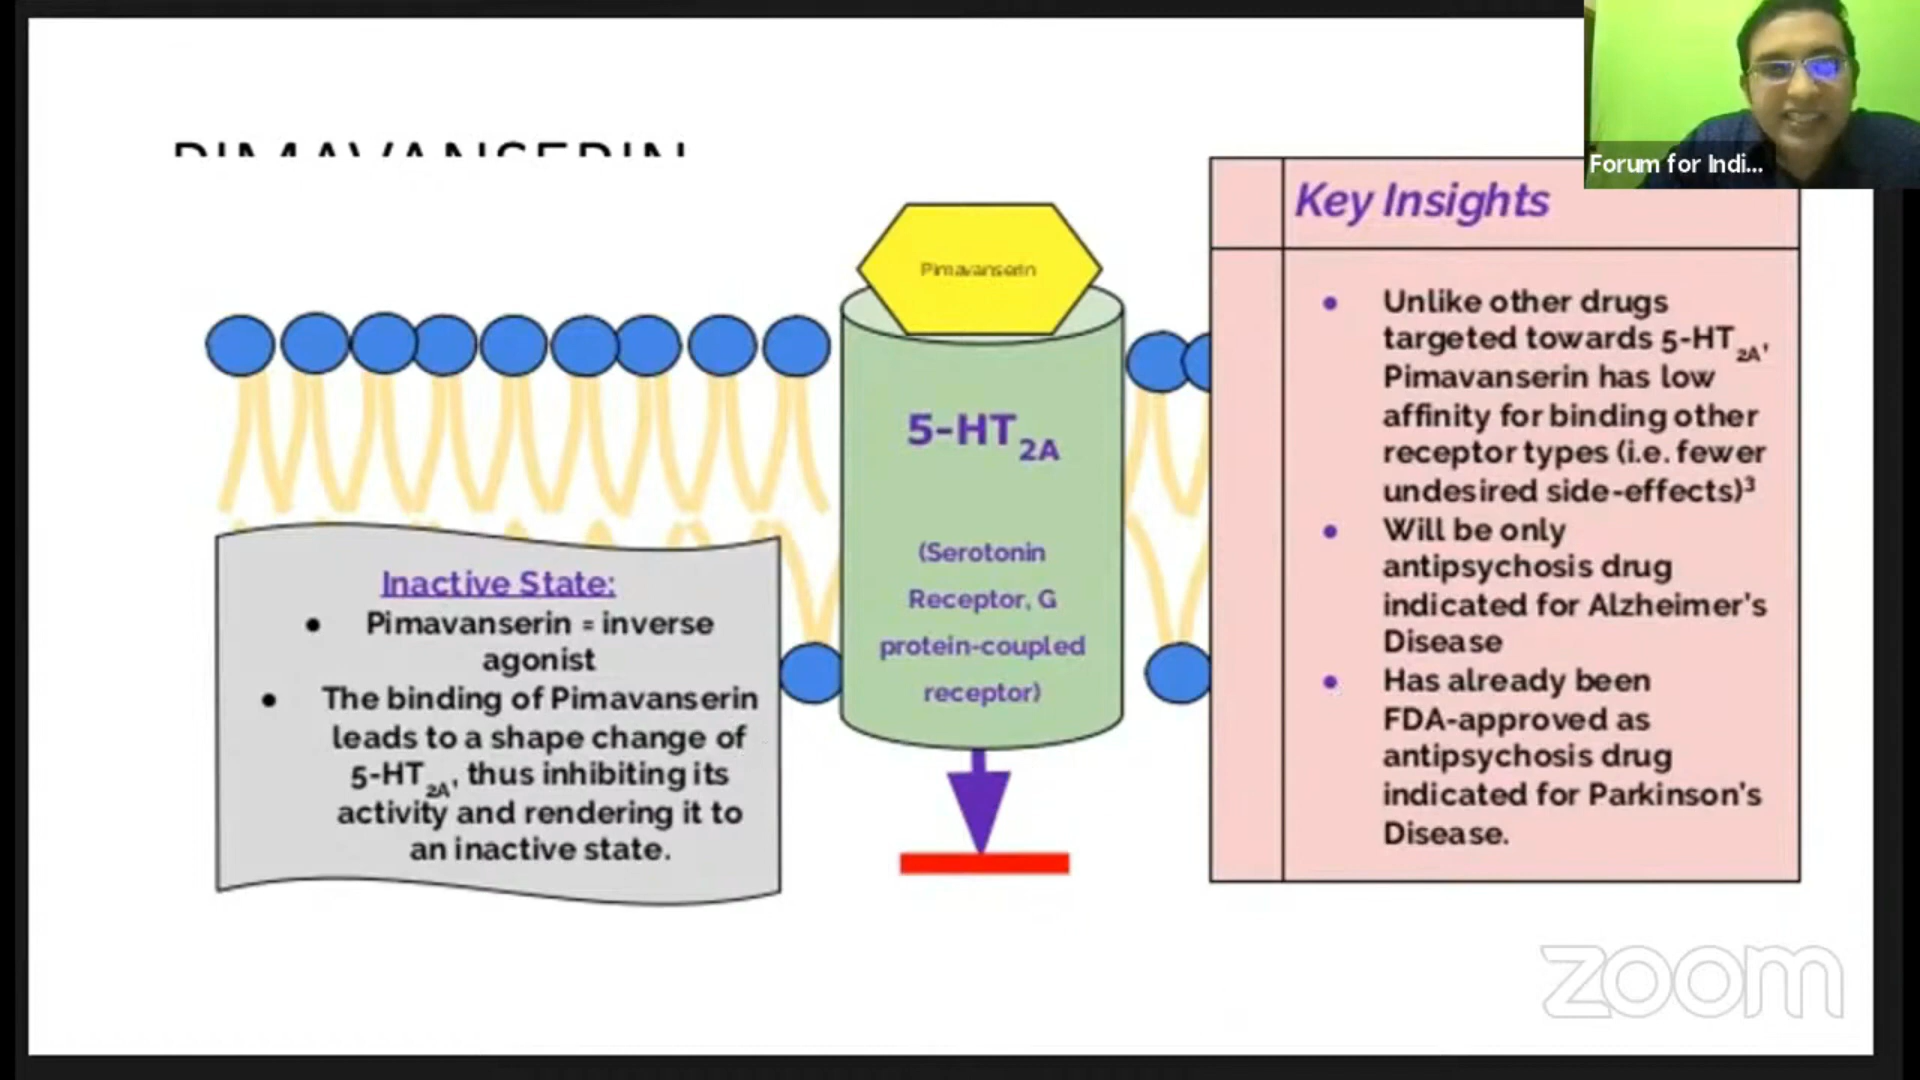 PIMAVANSERIN
Forum for Indi...
Pimavanserin
5-HT2A
(Serotonin
Receptor, G
protein-coupled
receptor)
Inactive State:
• Pimavanserin = inverse
agonist
• The binding of Pimavanserin
leads to a shape change of
5-HT2A, thus inhibiting its
activity and rendering it to
an inactive state.
Key Insights
• Unlike other drugs
targeted towards 5-HT2A,
Pimavanserin has low
affinity for binding other
receptor types (i.e. fewer
undesired side-effects)³
• Will be only
antipsychosis drug
indicated for Alzheimer's
Disease
• Has already been
FDA-approved as
antipsychosis drug
indicated for Parkinson's
Disease.
zoom